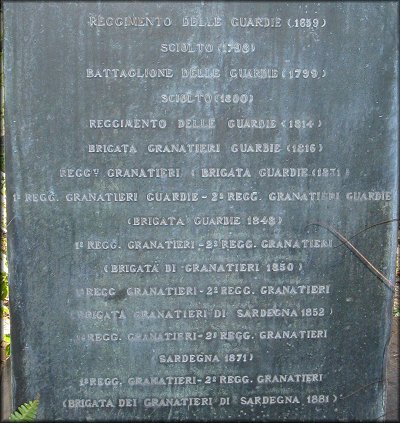 REGGIMENTO DELLE GUARDIE (1659)
SCIOLTO (1798)
BATTAGLIONE DELLE GUARDIE (1799)
SCIOLTO (1800)
REGGIMENTO DELLE GUARDIE (1814)
BRIGATA GRANATIERI GUARDIE (1816)
REGGTI GRANATIERI ( BRIGATA GUARDIE (1831)
1º REGG. GRANATIERI GUARDIE - 2º REGG. GRANATIERI GUARDIE
(BRIGATA GUARDIE 1848)
1º REGG. GRANATIERI - 2º REGG. GRANATIERI
(BRIGATA DI GRANATIERI 1850)
1º REGG GRANATIERI - 2º REGG. GRANATIERI
(BRIGATA GRANATIERI DI SARDEGNA 1852)
1º REGG. GRANATIERI - 2º REGG. GRANATIERI
SARDEGNA 1871)
1º REGG. GRANATIERI - 2º REGG. GRANATIERI
(BRIGATA DEI GRANATIERI DI SARDEGNA 1881)